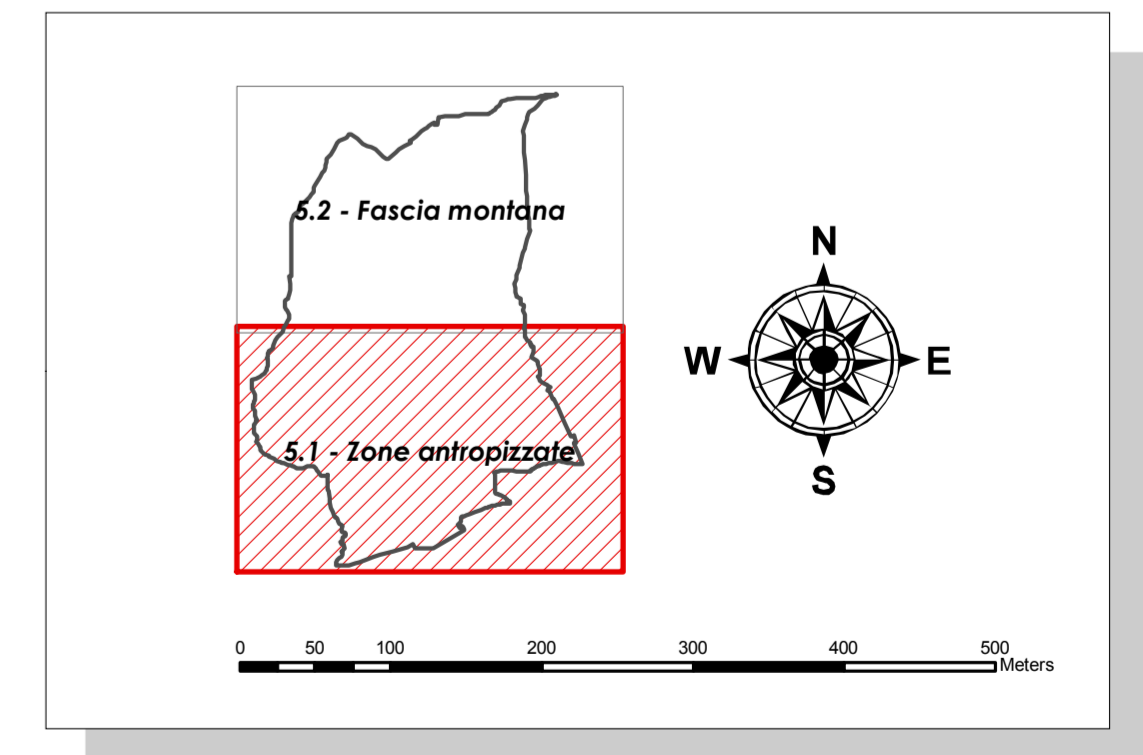 5.2 - Fascia montana
N
W E
5.1 - Zone antropizzate
S
0 50 100 200 300 400 500
Meters